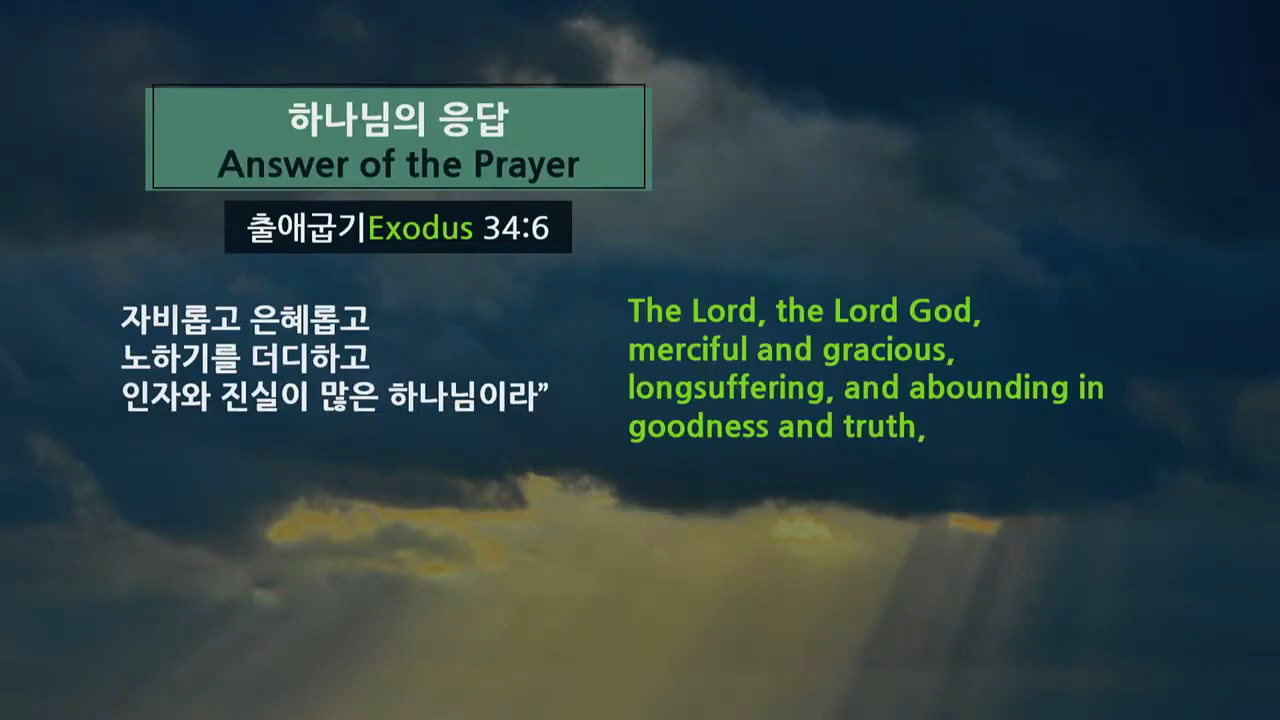 하나님의 응답
Answer of the Prayer
출애굽기Exodus 34:6
자비롭고 은혜롭고
노하기를 더디하고
인자와 진실이 많은 하나님이라”
The Lord, the Lord God,
merciful and gracious,
longsuffering, and abounding in
goodness and truth,